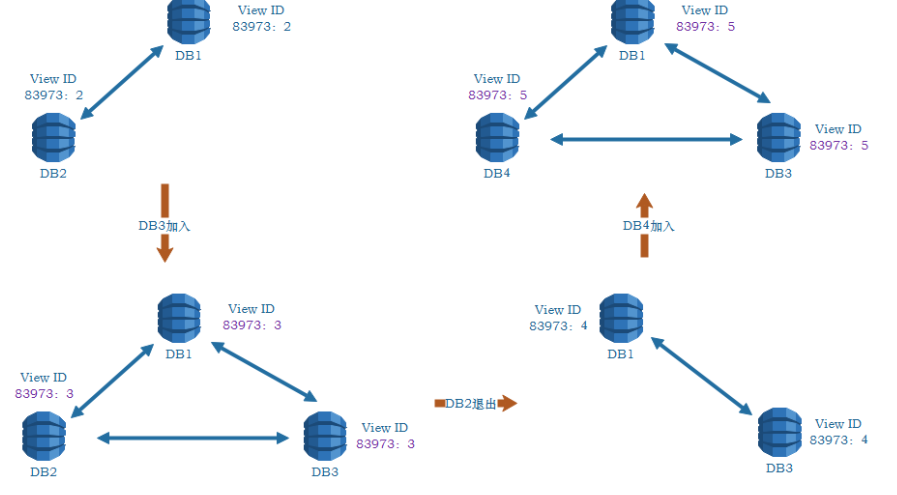 View ID
83973：2
DB1
View ID
83973：2
DB2
DB3加入
View ID
83973：3
DB1
View ID
83973：3
DB2
View ID
83973：3
DB3
DB2退出
View ID
83973：4
DB1
View ID
83973：4
DB3
DB4加入
View ID
83973：5
DB1
View ID
83973：5
DB4
View ID
83973：5
DB3